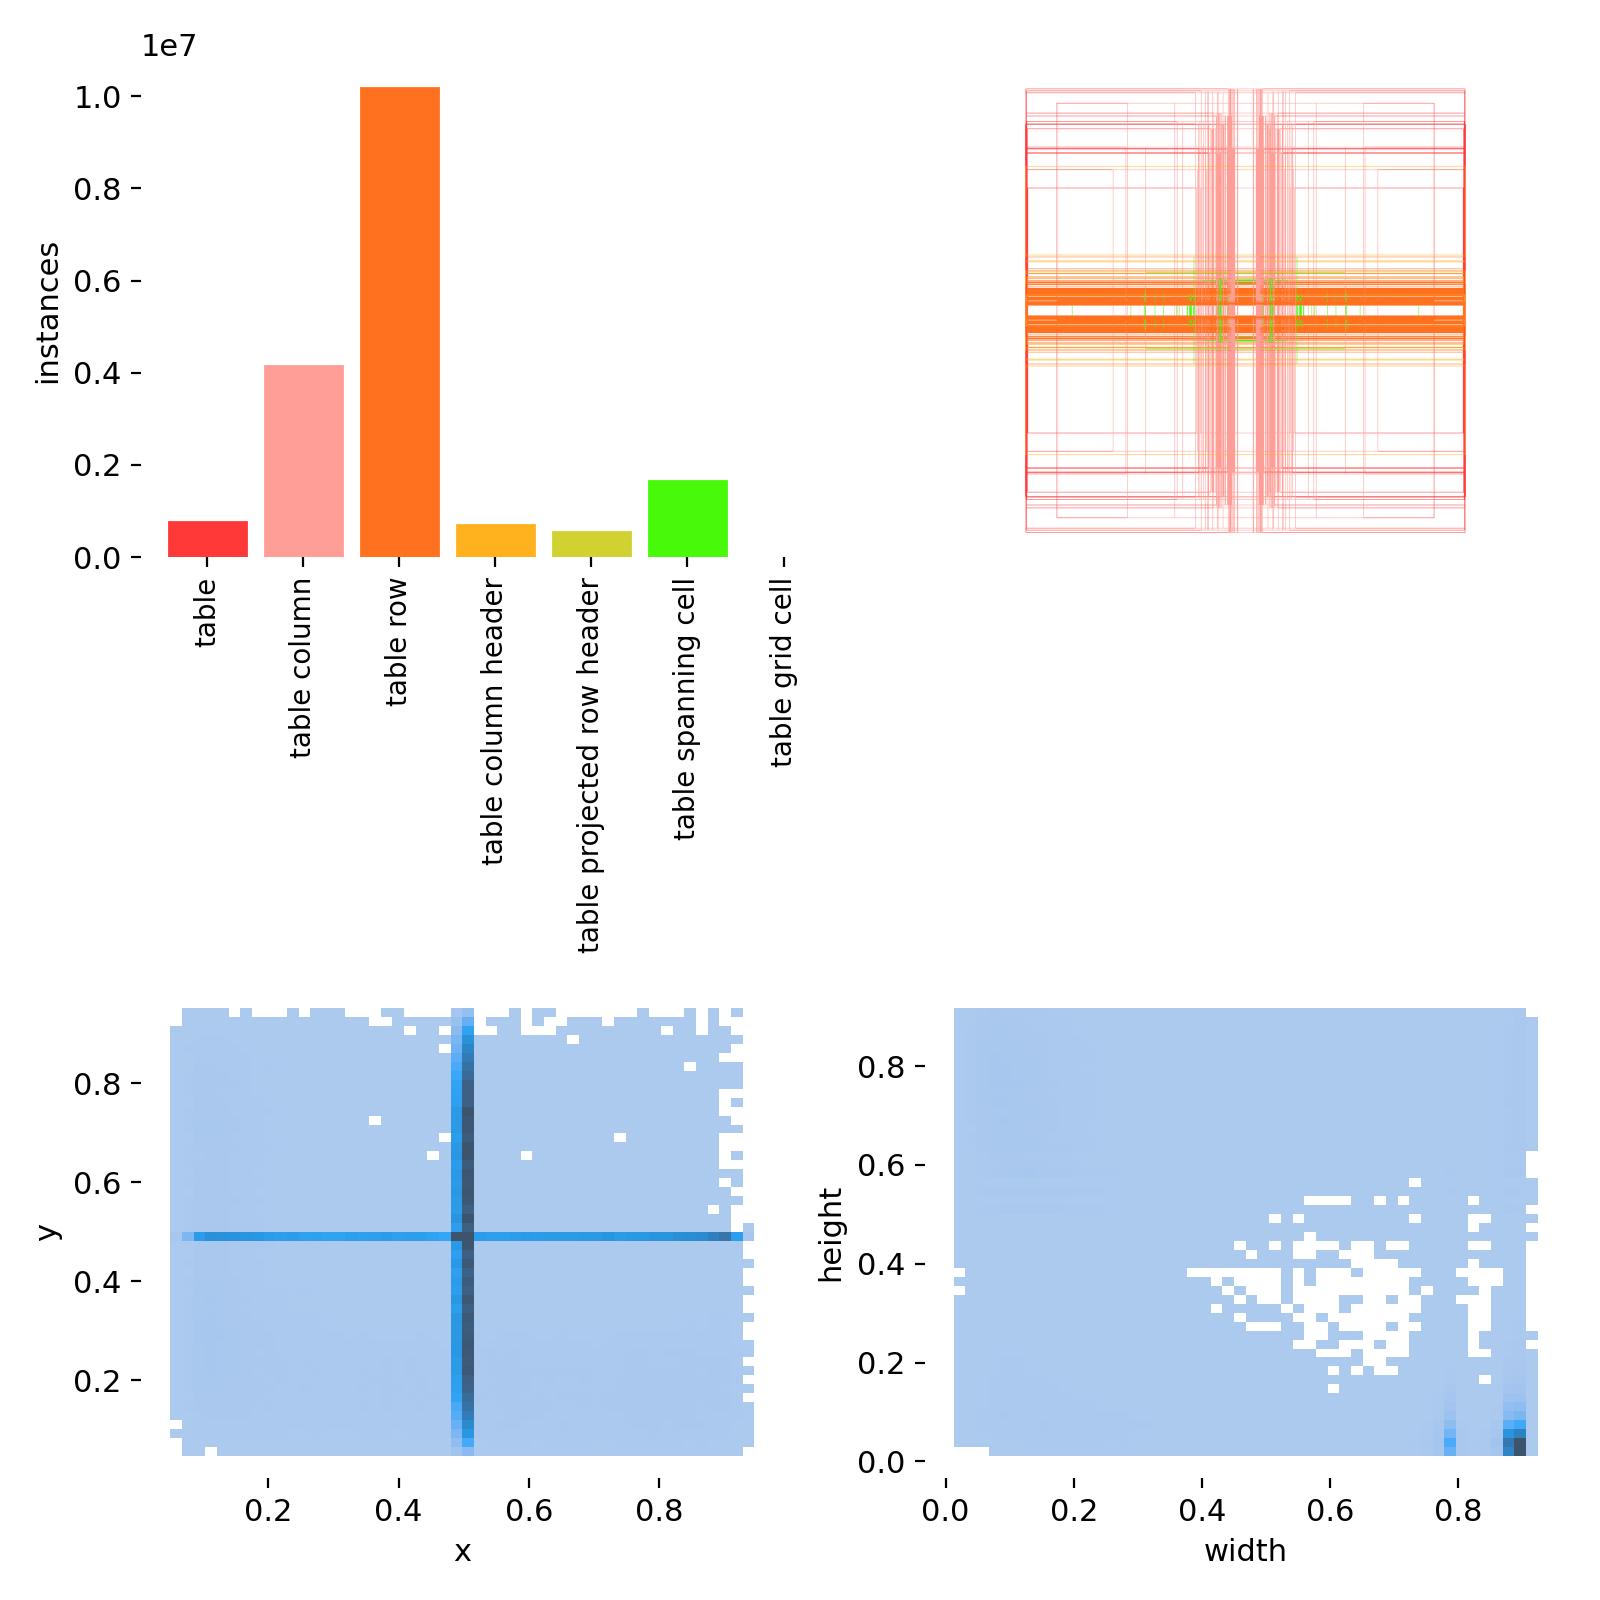 1e7
1.0
0.8
0.6
0.4
0.2
0.0
instances
table
table column
table row
table column header
table projected row header
table spanning cell
table grid cell
0.8
0.6
0.4
0.2
y
0.2 0.4 0.6 0.8
x
0.8
0.6
0.4
0.2
0.0
height
0.0 0.2 0.4 0.6 0.8
width